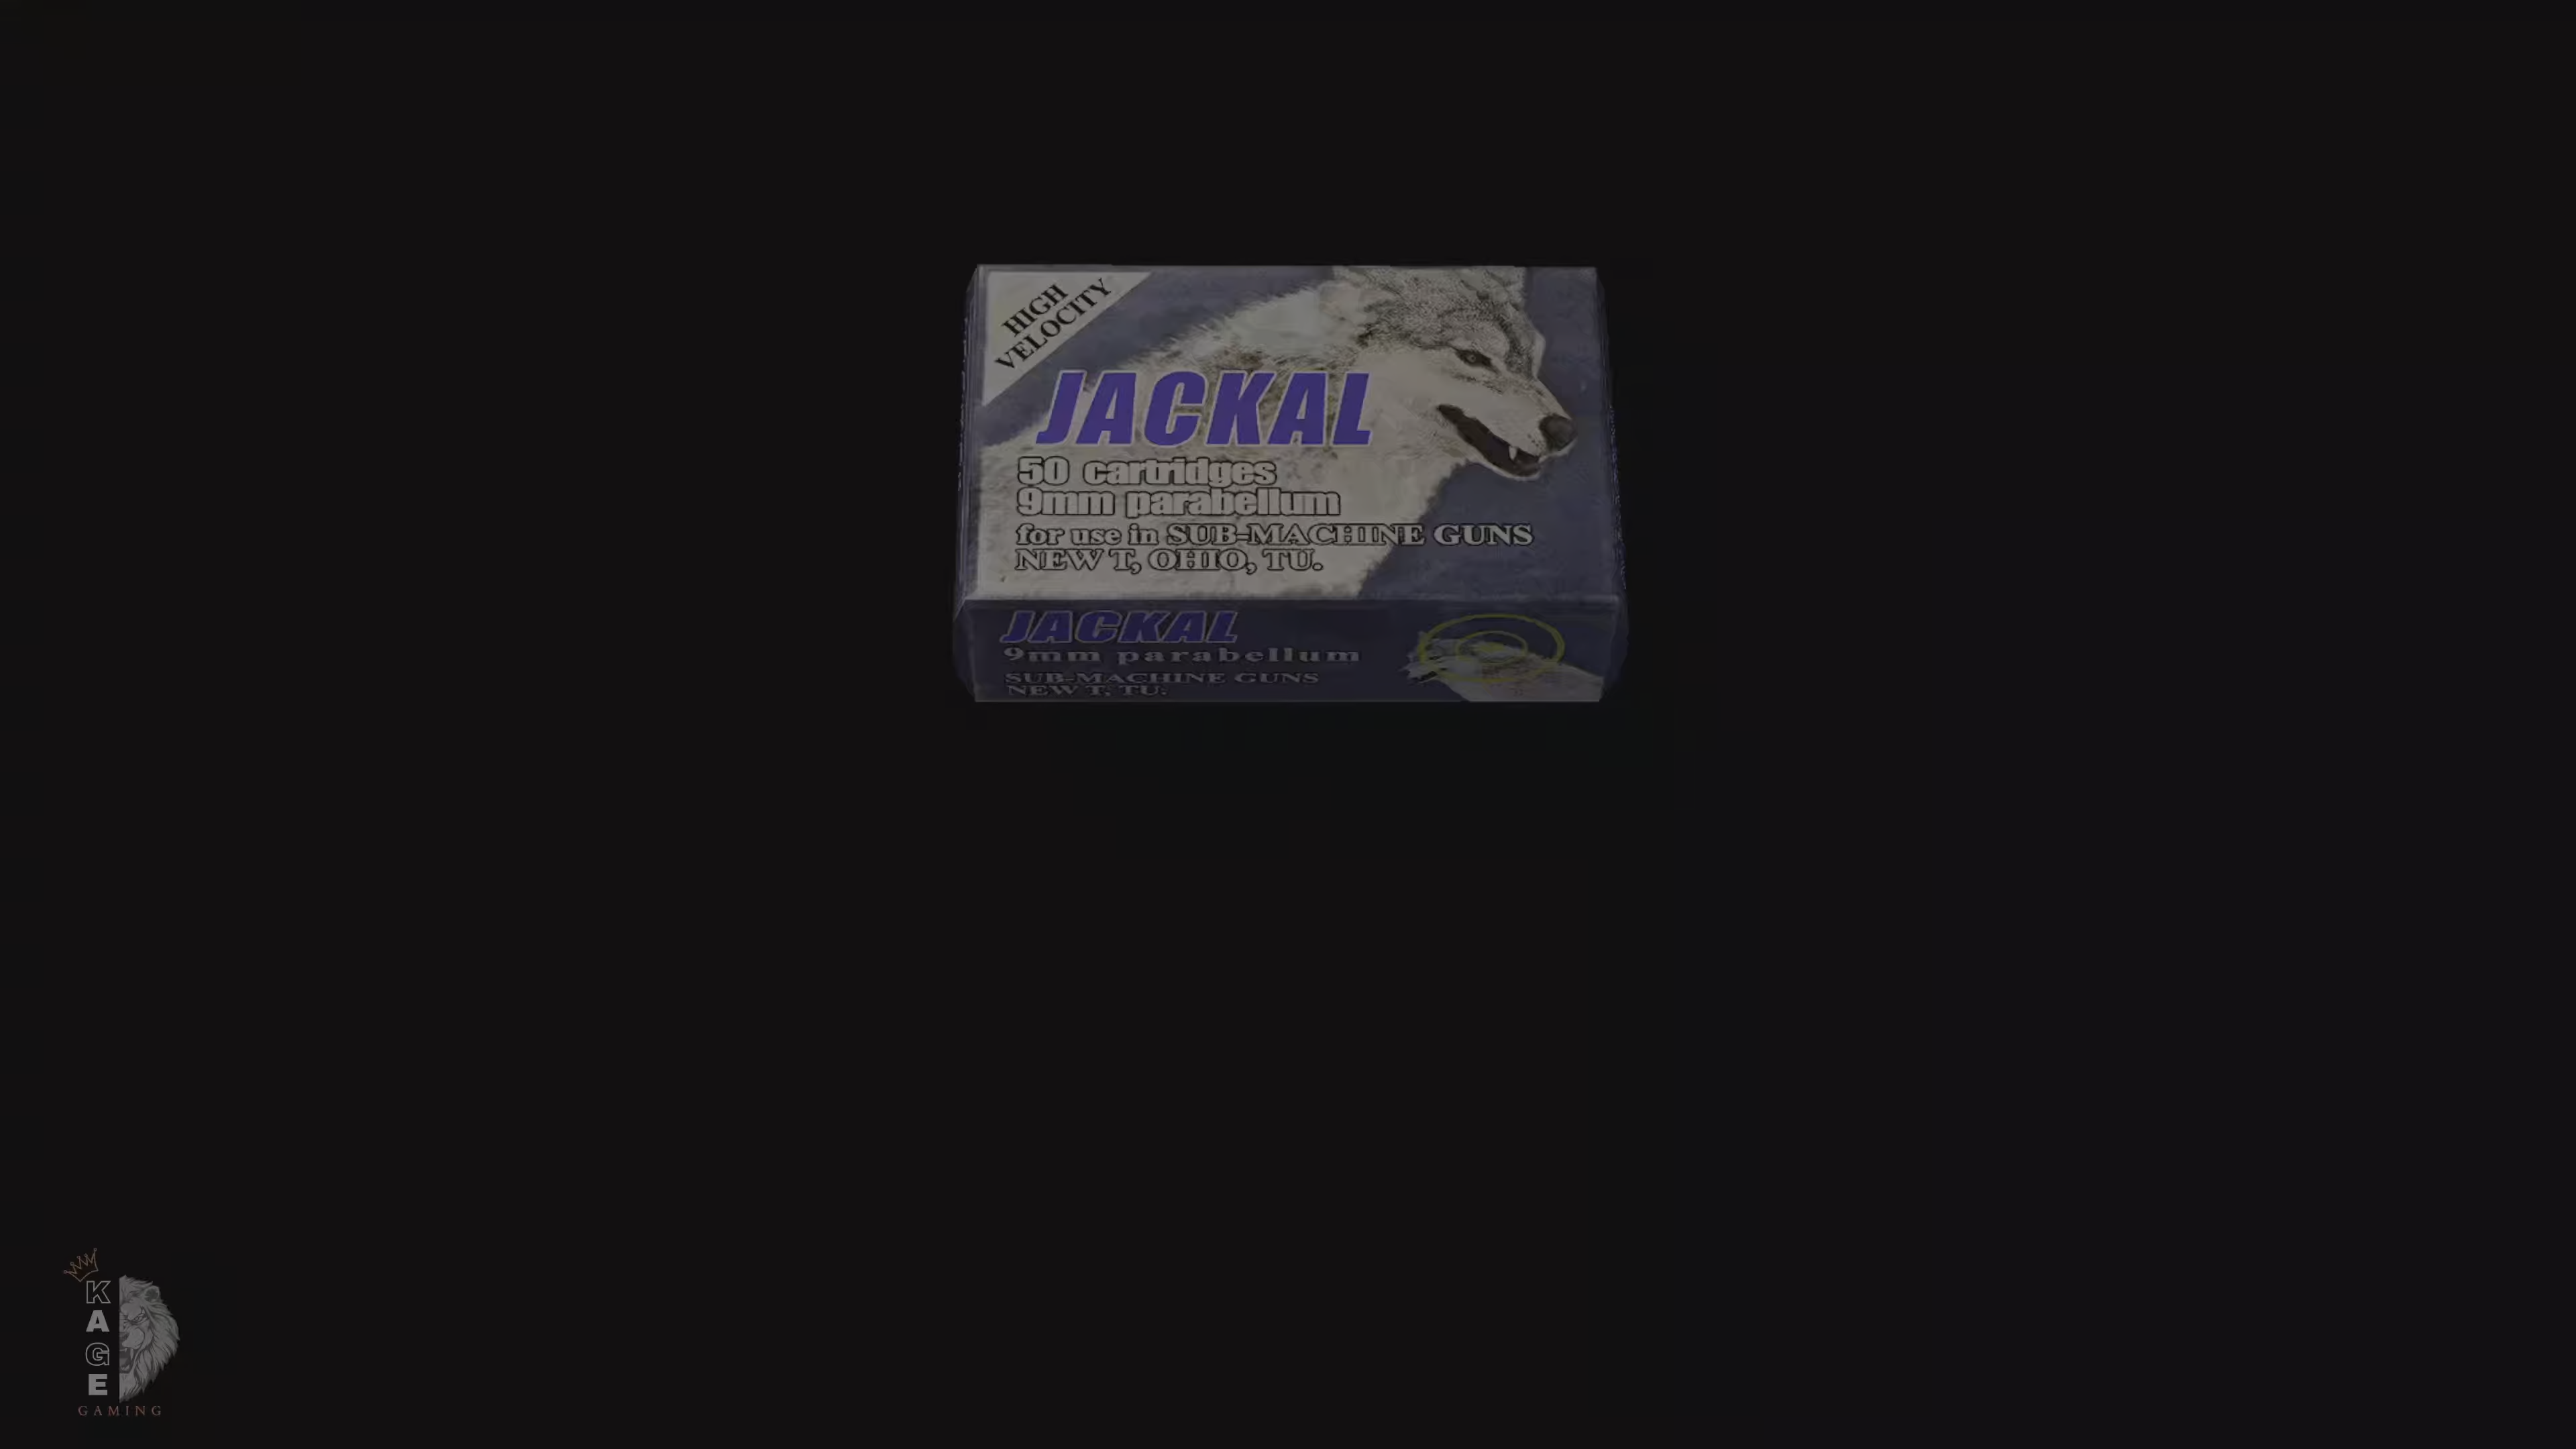 HIGH
VELOCITY
JACKAL
50 cartridges
9mm parabellum
for use in SUB-MACHINE GUNS
NEW T, OHIO, TU.
JACKAL
9mm parabellum
SUB-MACHINE GUNS
NEW T, TU.
KAGE
GAMING